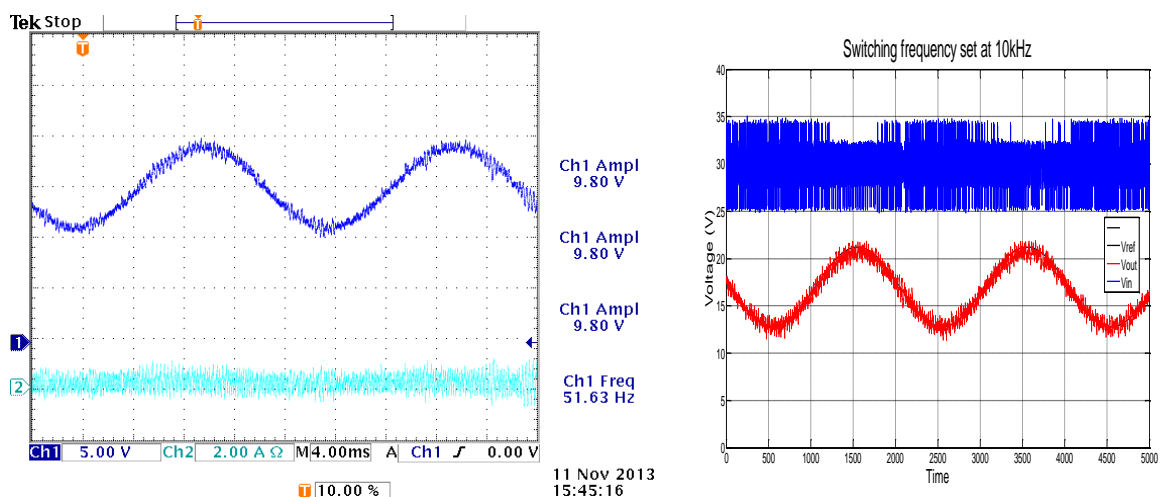 Tek Stop
T
T
Ch1 Ampl
9.80 V
Ch1 Ampl
9.80 V
Ch1 Ampl
9.80 V
1
2
Ch1 Freq
51.63 Hz
Ch1 5.00 V Ch2 2.00 A Ω M 4.00ms A Ch1 0.00 V
T 10.00 %
11 Nov 2013
15:45:16
Switching frequency set at 10kHz
40
35
30
25
20
15
10
5
0
Voltage (V)
Vref
Vout
Vin
0 500 1000 1500 2000 2500 3000 3500 4000 4500 5000
Time